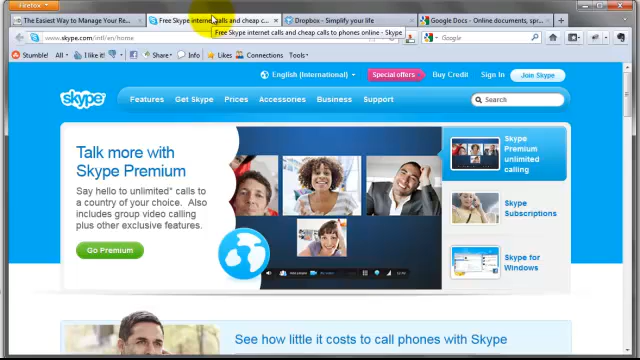 Firefox
The Easiest Way to Manage Your Re...
Free Skype internet calls and cheap c...
Dropbox - Simplify your life
Google Docs - Online documents, spr...
Free Skype internet calls and cheap calls to phones online - Skype
www.skype.com/intl/en/home
Google
Stumble!
All
Share
Info
Likes
Connecting
Tools
English (International)
Special offers
Buy Credit
Sign In
Join Skype
skype
Features
Get Skype
Prices
Accessories
Business
Support
Search
Talk more with
Skype Premium
Say hello to unlimited* calls to
a country of your choice. Also
includes group video calling
plus other exclusive features.
Go Premium
Skype
Premium
unlimited
calling
Skype
Subscriptions
Skype for
Windows
See how little it costs to call phones with Skype